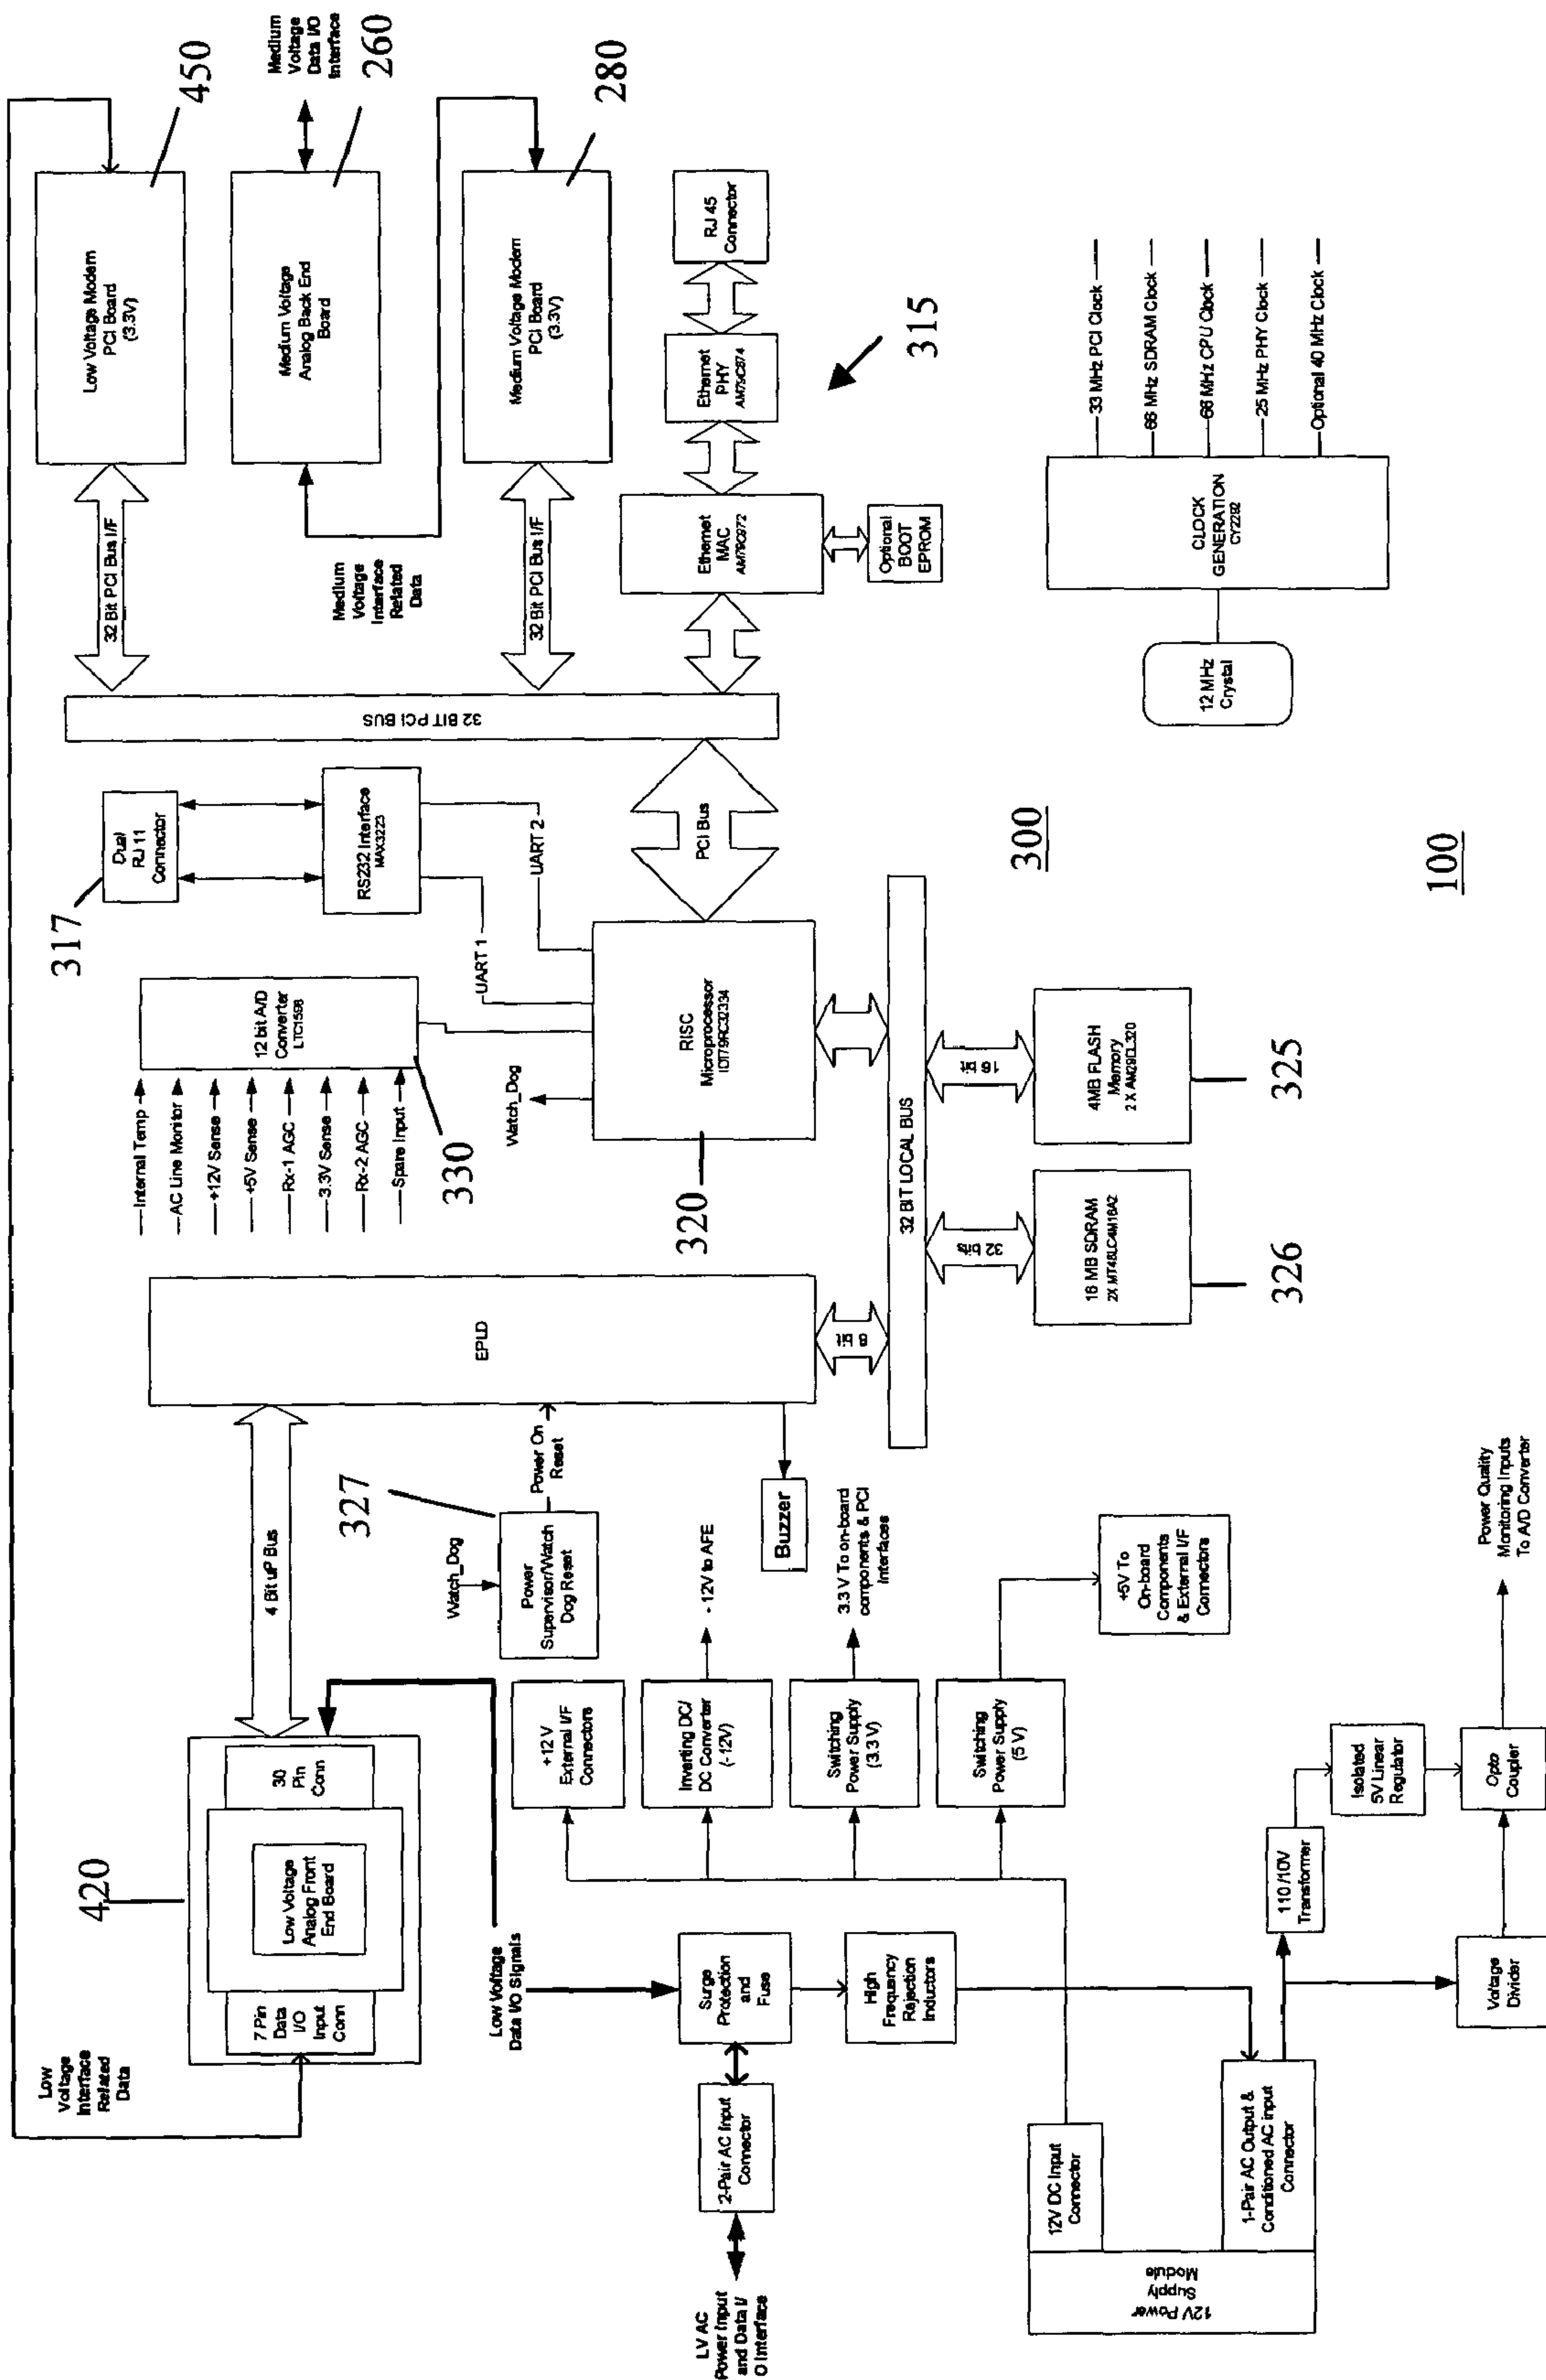 Low
Voltage
Interface
Related
Data
7 Pin
Data
I/O
Input
Conn
Low Voltage
Analog Front
End Board
30
Pin
Conn
420
4 Bit uP Bus
Low Voltage
Data I/O Signals
LV AC
Power Input
and Data I/
O Interface
2-Pair AC Input
Connector
Surge
Protection
and
Fuse
High
Frequency
Rejection
Inductors
12V Power
Supply
Module
12V DC Input
Connector
1-Pair AC Output &
Conditioned AC input
Connector
+12 V
External I/F
Connectors
Inverting DC/
DC Converter
(-12V)
- 12V to AFE
Switching
Power Supply
(3.3 V)
3.3 V To on-board
components & PCI
Interfaces
Switching
Power Supply
(5 V)
+5V To
On-board
Components
& External I/F
Connectors
110/10V
Transformer
Isolated
5V Linear
Regulator
Voltage
Divider
Opto
Coupler
Power Quality
Monitoring Inputs
To A/D Converter
Watch_Dog
Power
Supervisor/Watch
Dog Reset
327
Power On
Reset
Buzzer
EPLD
8 bit
Internal Temp
AC Line Monitor
+12V Sense
+5V Sense
Rx-1 AGC
3.3V Sense
Rx-2 AGC
Spare Input
12 bit A/D
Converter
LTC1598
330
317
Dual
RJ 11
Connector
RS232 Interface
MAX3223
UART 1
UART 2
Watch_Dog
RISC
Microprocessor
IDT79RC32334
320
PCI Bus
32 BIT PCI BUS
32 BIT LOCAL BUS
32 bits
16 bit
16 MB SDRAM
2X MT48LC4M16A2
326
4MB FLASH
Memory
2 X AM29DL320
325
300
100
32 Bit PCI Bus I/F
Low Voltage Modem
PCI Board
(3.3V)
450
Medium Voltage
Analog Back End
Board
260
Medium
Voltage
Data I/O
Interface
Medium
Voltage
Interface
Related
Data
32 Bit PCI Bus I/F
Medium Voltage Modem
PCI Board
(3.3V)
280
Ethernet
MAC
AM79C972
Ethernet
PHY
AM79C874
RJ 45
Connector
Optional
BOOT
EPROM
315
12 MHz
Crystal
CLOCK
GENERATION
CY2292
33 MHz PCI Clock
66 MHz SDRAM Clock
66 MHz CPU Clock
25 MHz PHY Clock
Optional 40 MHz Clock